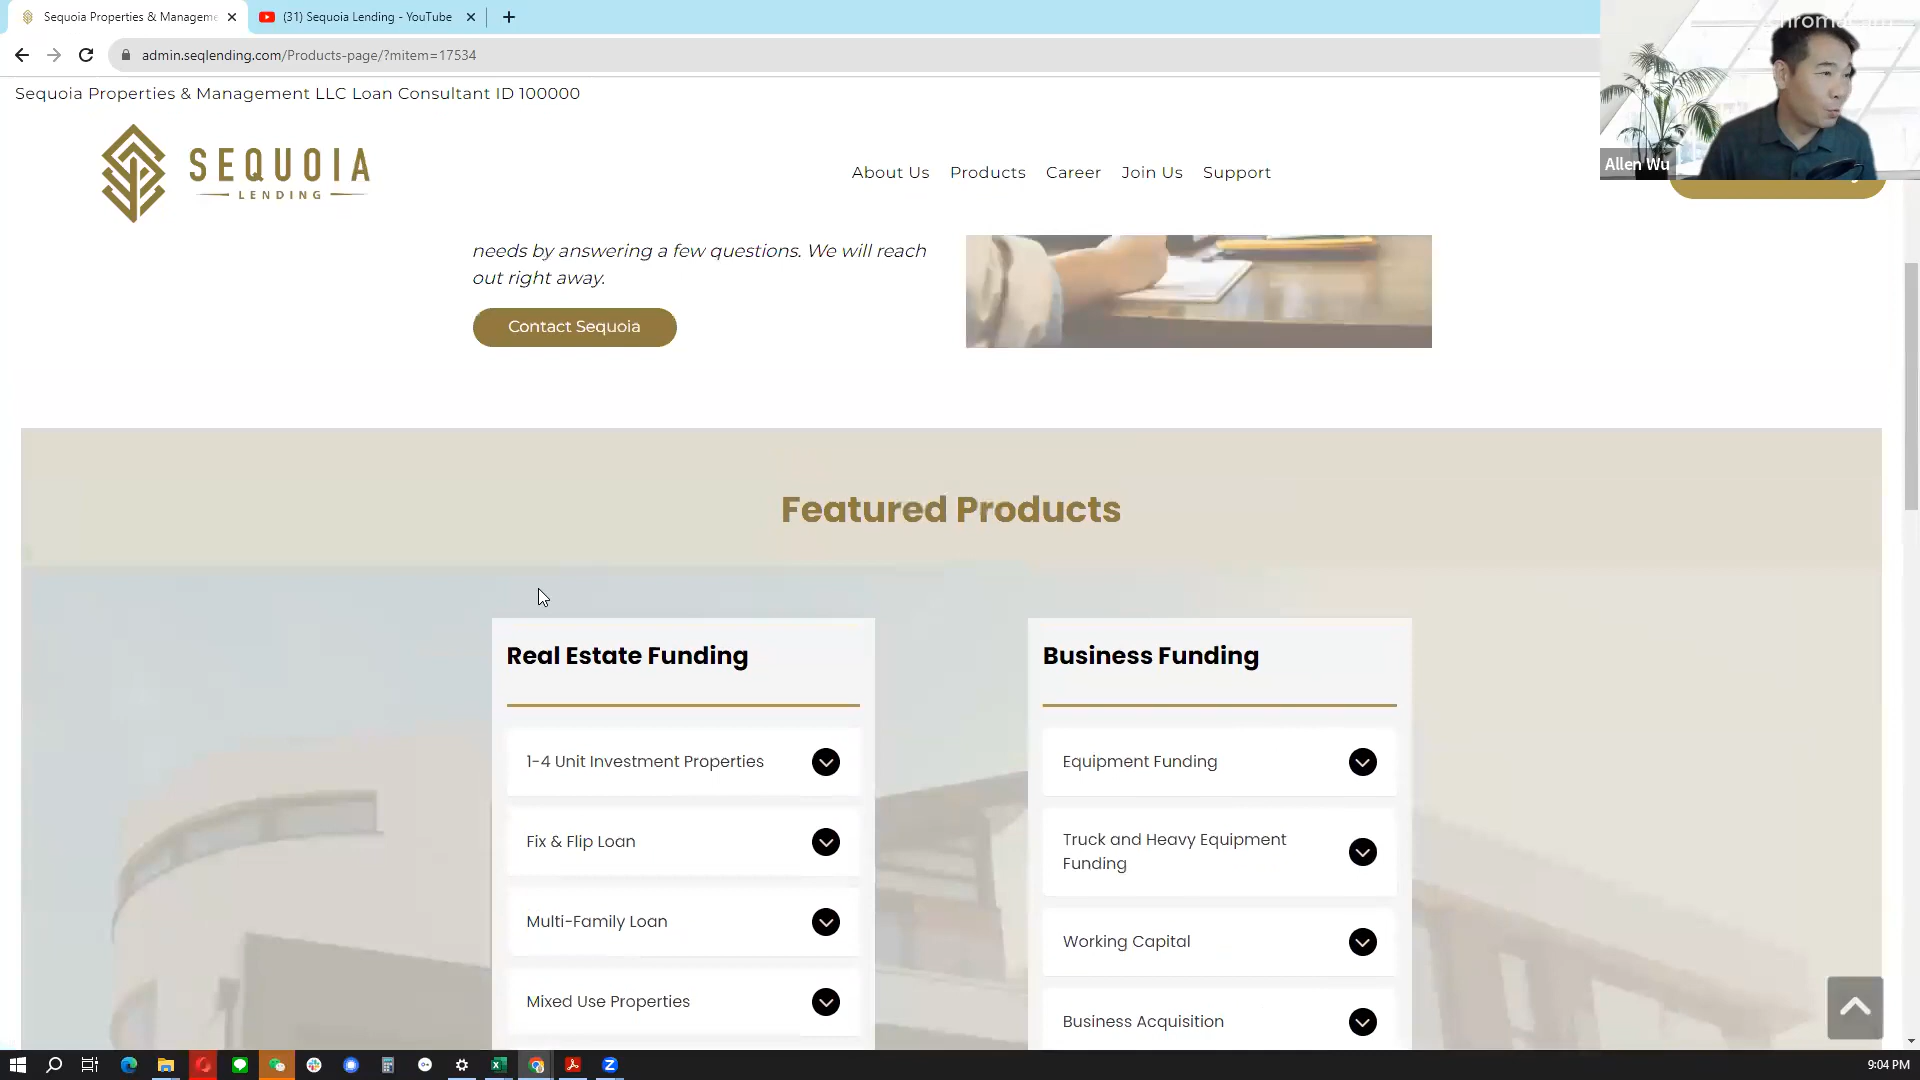 Sequoia Properties & Manageme
(31) Sequoia Lending - YouTube
admin.seqlending.com/Products-page/?mitem=17534
Sequoia Properties & Management LLC Loan Consultant ID 100000
SEQUOIA
LENDING
About Us
Products
Career
Join Us
Support
Allen Wu
needs by answering a few questions. We will reach
out right away.
Contact Sequoia
Featured Products
Real Estate Funding
1-4 Unit Investment Properties
Fix & Flip Loan
Multi-Family Loan
Mixed Use Properties
Business Funding
Equipment Funding
Truck and Heavy Equipment
Funding
Working Capital
Business Acquisition
9:04 PM